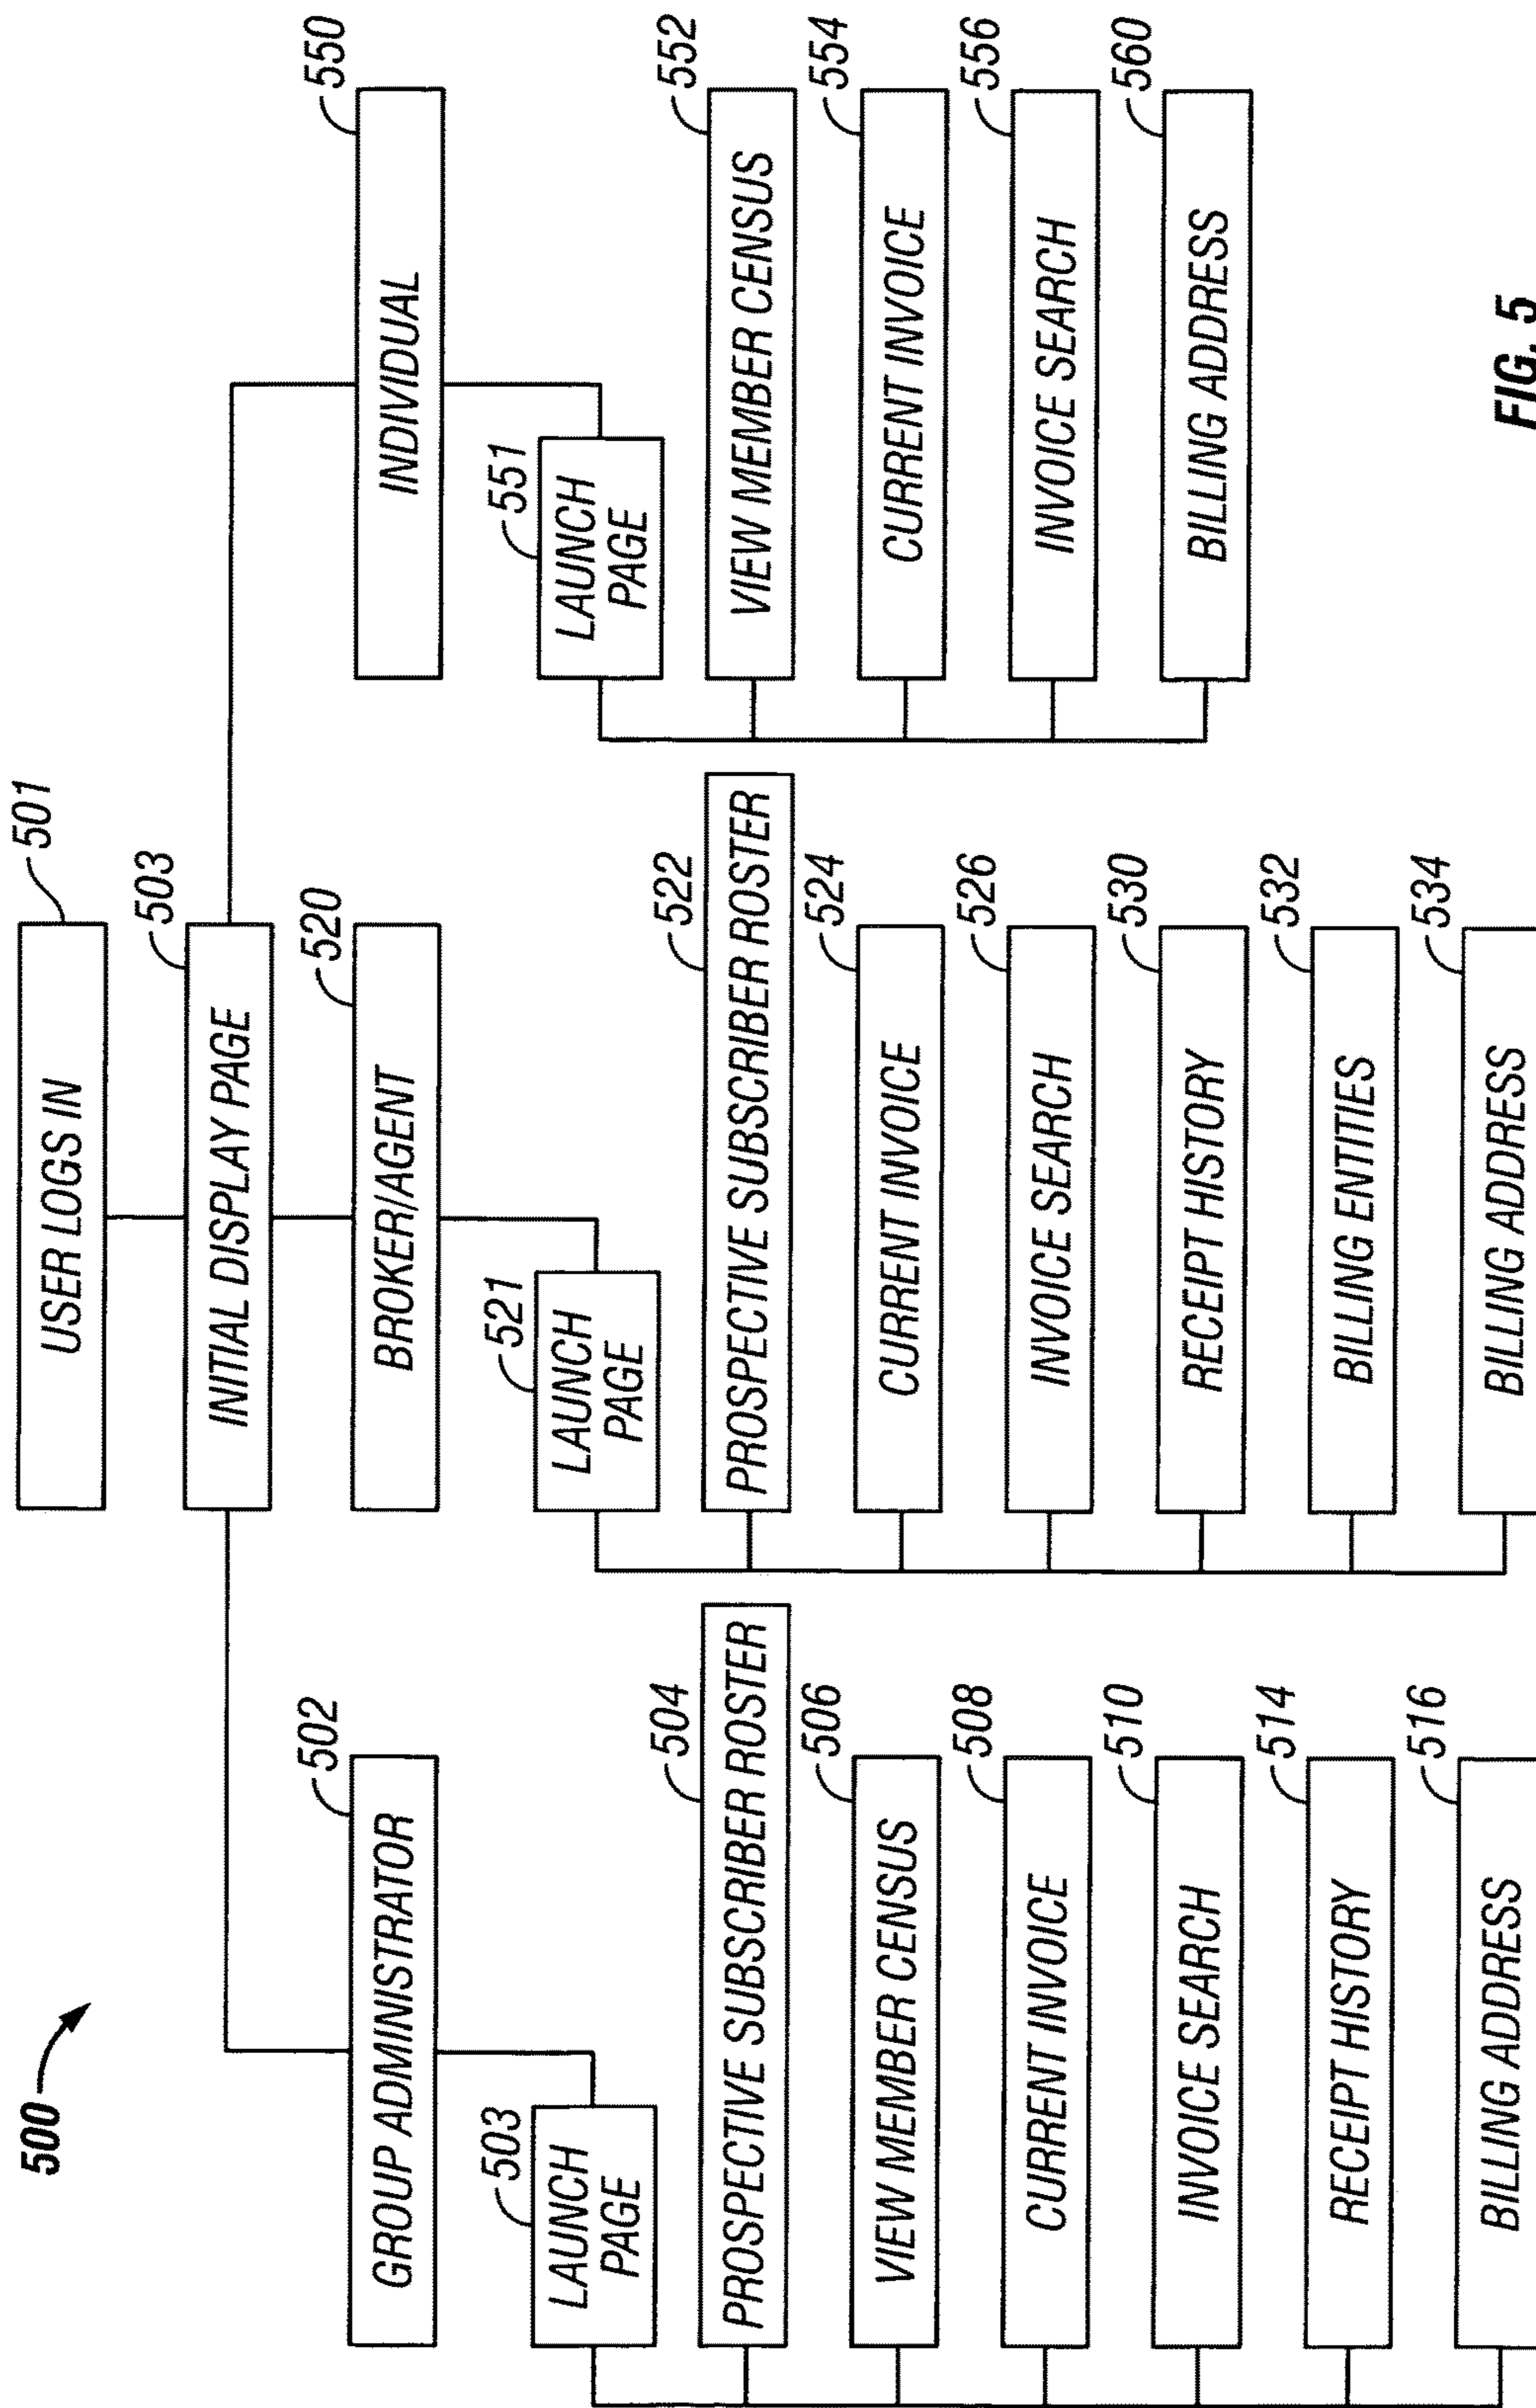 500
USER LOGS IN
501
INITIAL DISPLAY PAGE
503
GROUP ADMINISTRATOR
502
LAUNCH
PAGE
503
PROSPECTIVE SUBSCRIBER ROSTER
504
VIEW MEMBER CENSUS
506
CURRENT INVOICE
508
INVOICE SEARCH
510
RECEIPT HISTORY
514
BILLING ADDRESS
516
BROKER/AGENT
520
LAUNCH
PAGE
521
PROSPECTIVE SUBSCRIBER ROSTER
522
CURRENT INVOICE
524
INVOICE SEARCH
526
RECEIPT HISTORY
530
BILLING ENTITIES
532
BILLING ADDRESS
534
INDIVIDUAL
550
LAUNCH
PAGE
551
VIEW MEMBER CENSUS
552
CURRENT INVOICE
554
INVOICE SEARCH
556
BILLING ADDRESS
560
FIG. 5